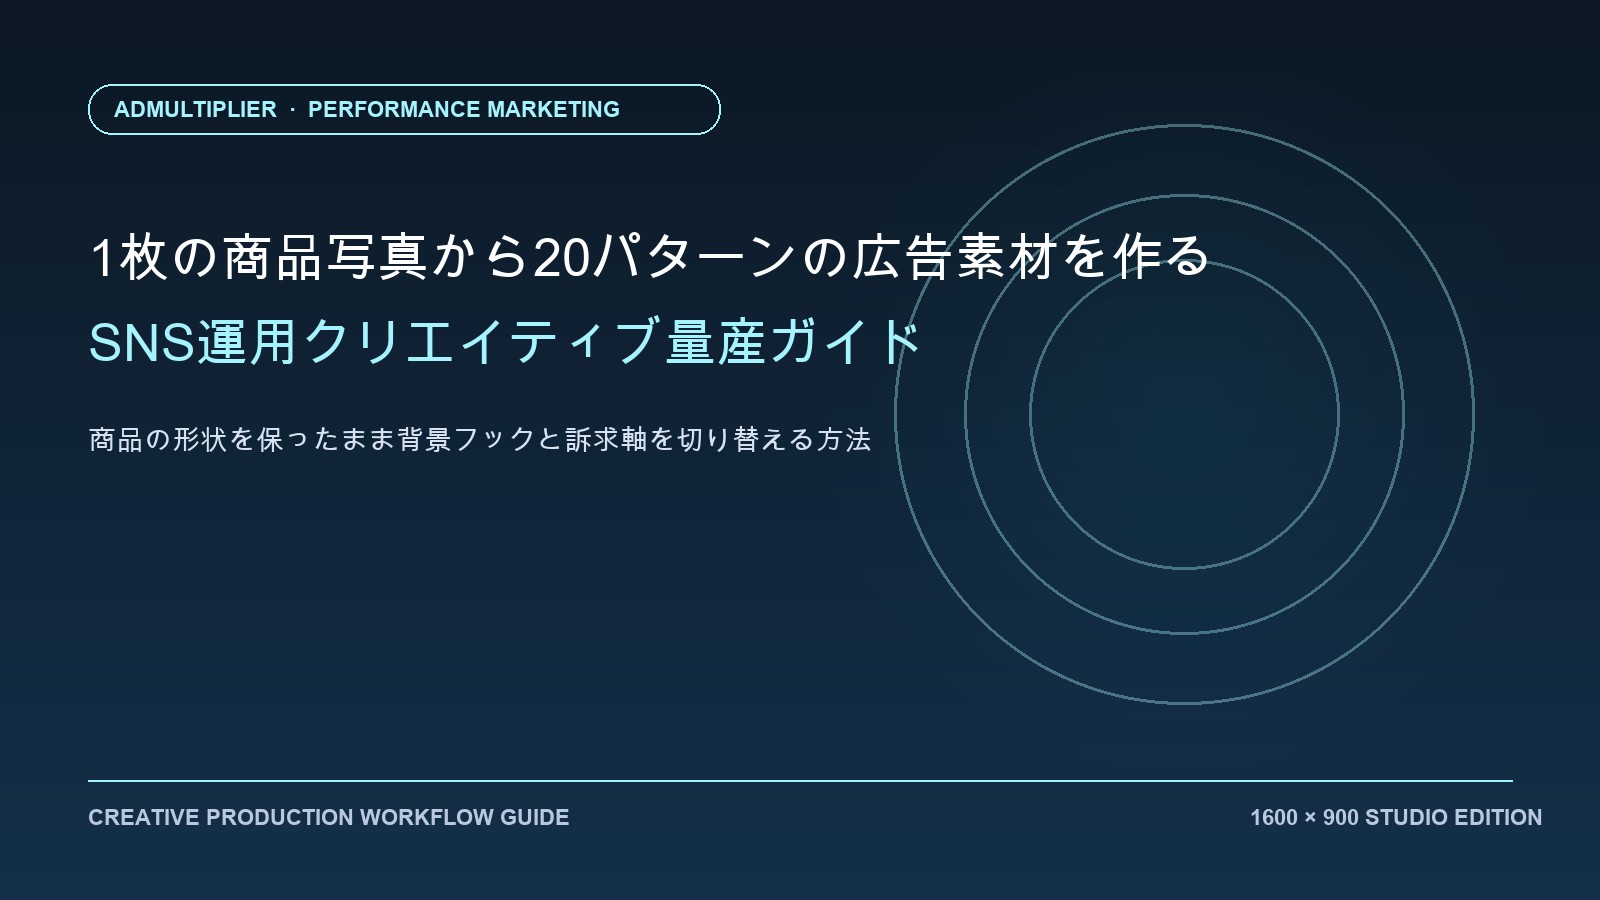 ADMULTIPLIER · PERFORMANCE MARKETING
1枚の商品写真から20パターンの広告素材を作る
SNS運用クリエイティブ量産ガイド
商品の形状を保ったまま背景フックと訴求軸を切り替える方法
CREATIVE PRODUCTION WORKFLOW GUIDE
1600 × 900 STUDIO EDITION